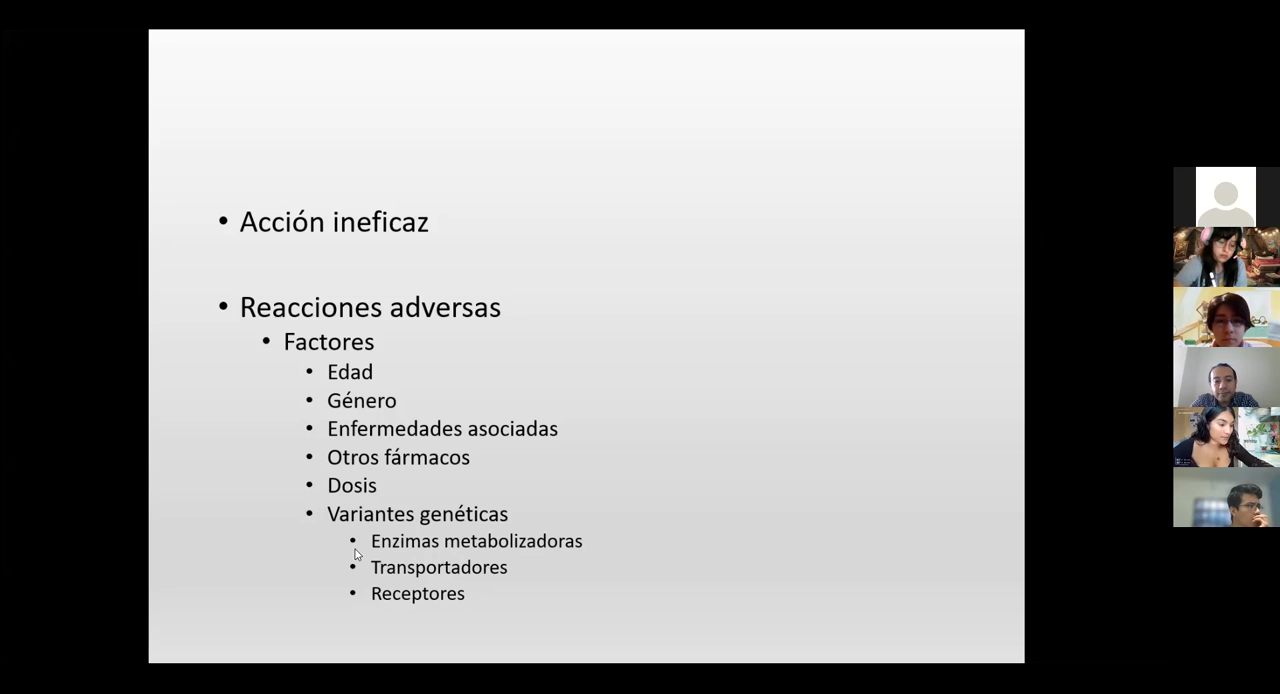 • Acción ineficaz
• Reacciones adversas
• Factores
• Edad
• Género
• Enfermedades asociadas
• Otros fármacos
• Dosis
• Variantes genéticas
• Enzimas metabolizadoras
• Transportadores
• Receptores